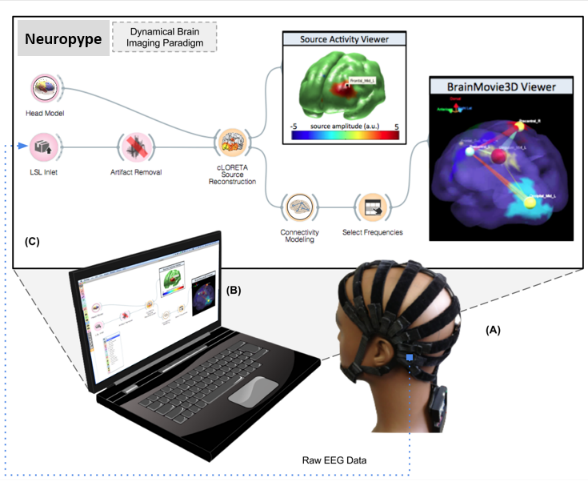 Neuropype
Dynamical Brain
Imaging Paradigm
Source Activity Viewer
-5
5
source amplitude (a.u.)
BrainMovie3D Viewer
Head Model
LSL Inlet
Artifact Removal
cLORETA
Source
Reconstruction
Connectivity
Modeling
Select Frequencies
(C)
(B)
(A)
Raw EEG Data